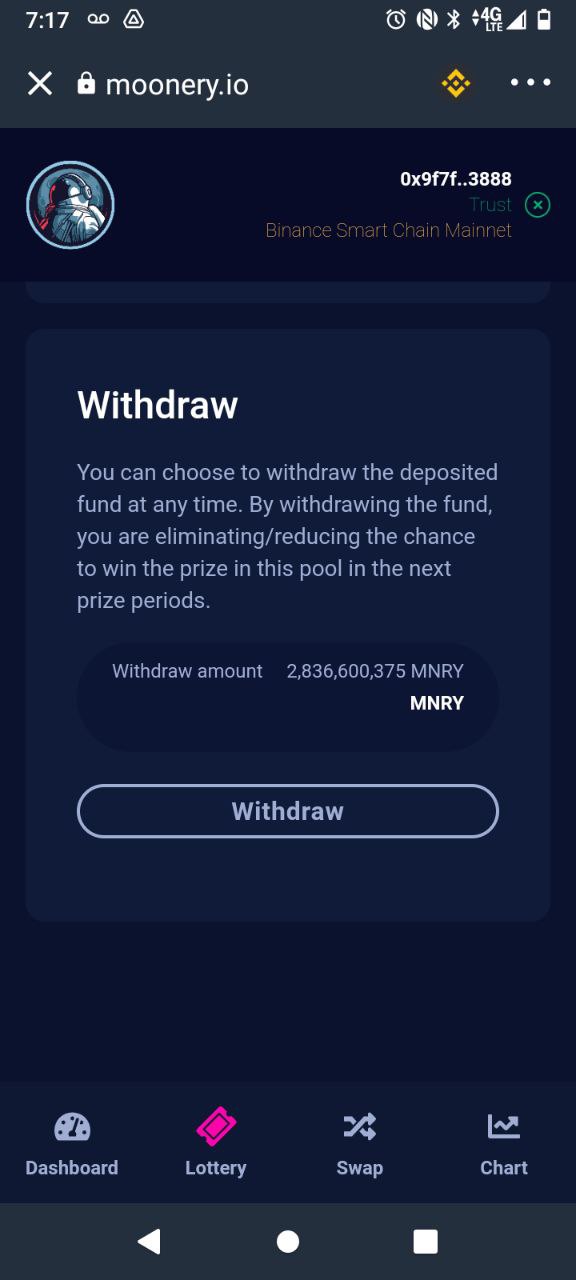 7:17
4G
LTE
moonery.io
0x9f7f..3888
Trust
Binance Smart Chain Mainnet
Withdraw
You can choose to withdraw the deposited
fund at any time. By withdrawing the fund,
you are eliminating/reducing the chance
to win the prize in this pool in the next
prize periods.
Withdraw amount 2,836,600,375 MNRY
MNRY
Withdraw
Dashboard Lottery Swap Chart